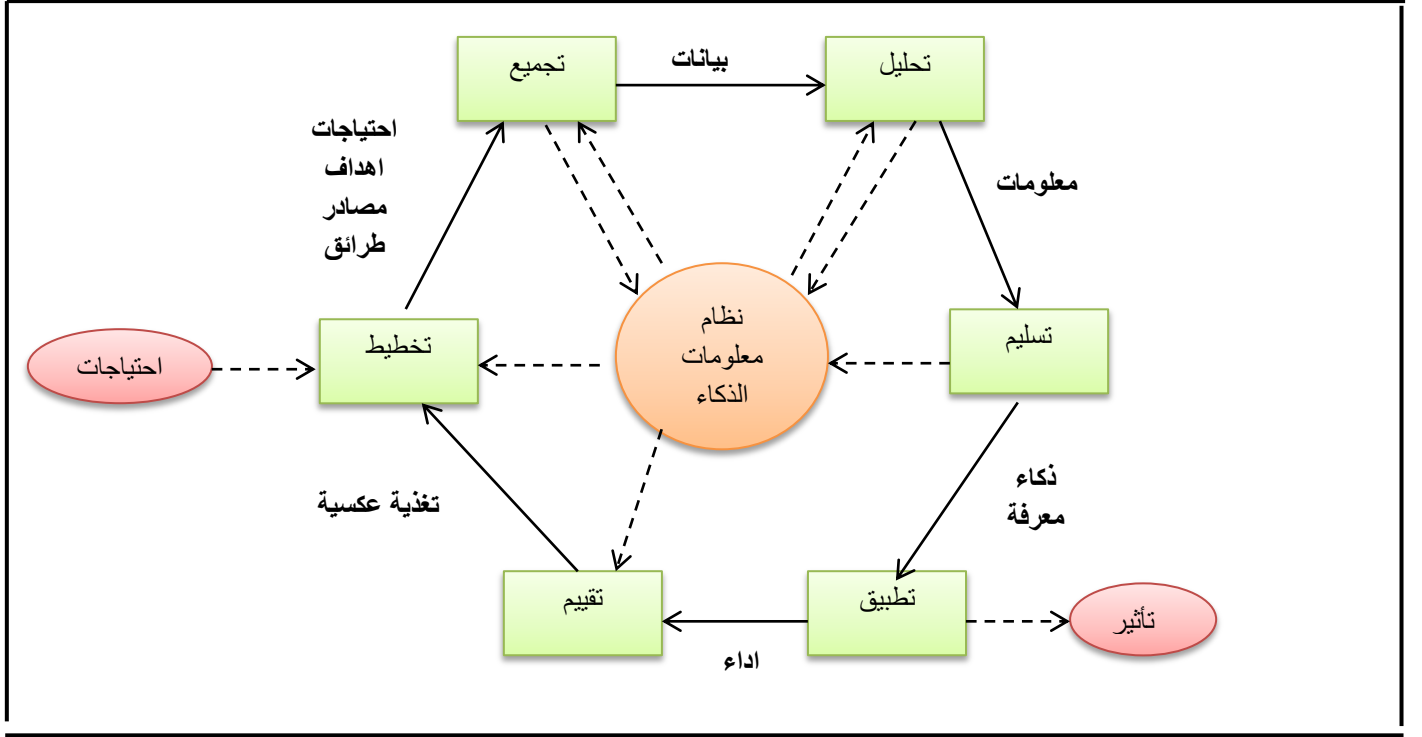 تجميع
بيانات
تحليل
احتياجات
اهداف
مصادر
طرائق
معلومات
نظام
معلومات
الذكاء
تسليم
تخطيط
احتياجات
ذكاء
معرفة
تغذية عكسية
تقييم
تطبيق
تأثير
اداء